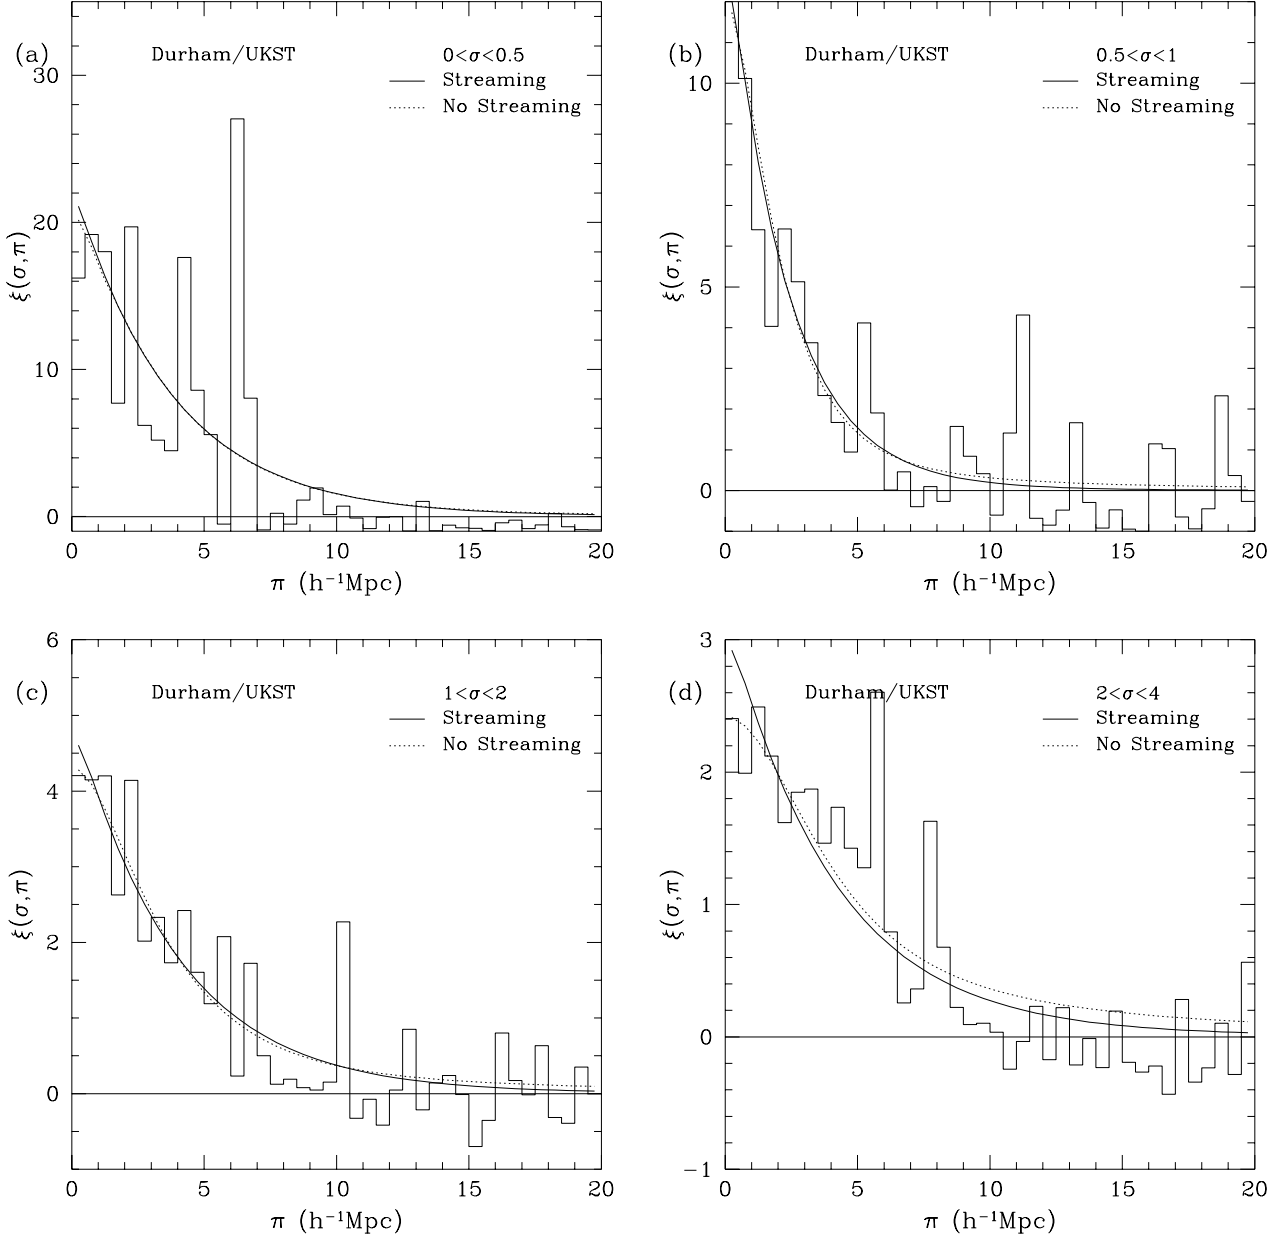 (a) Durham/UKST 0<σ<0.5
Streaming
No Streaming
30
20
10
0
ξ(σ,π)
0 5 10 15 20
π (h⁻¹Mpc)
(b) Durham/UKST 0.5<σ<1
Streaming
No Streaming
10
5
0
ξ(σ,π)
0 5 10 15 20
π (h⁻¹Mpc)
(c) Durham/UKST 1<σ<2
Streaming
No Streaming
6
4
2
0
ξ(σ,π)
0 5 10 15 20
π (h⁻¹Mpc)
(d) Durham/UKST 2<σ<4
Streaming
No Streaming
3
2
1
0
−1
ξ(σ,π)
0 5 10 15 20
π (h⁻¹Mpc)